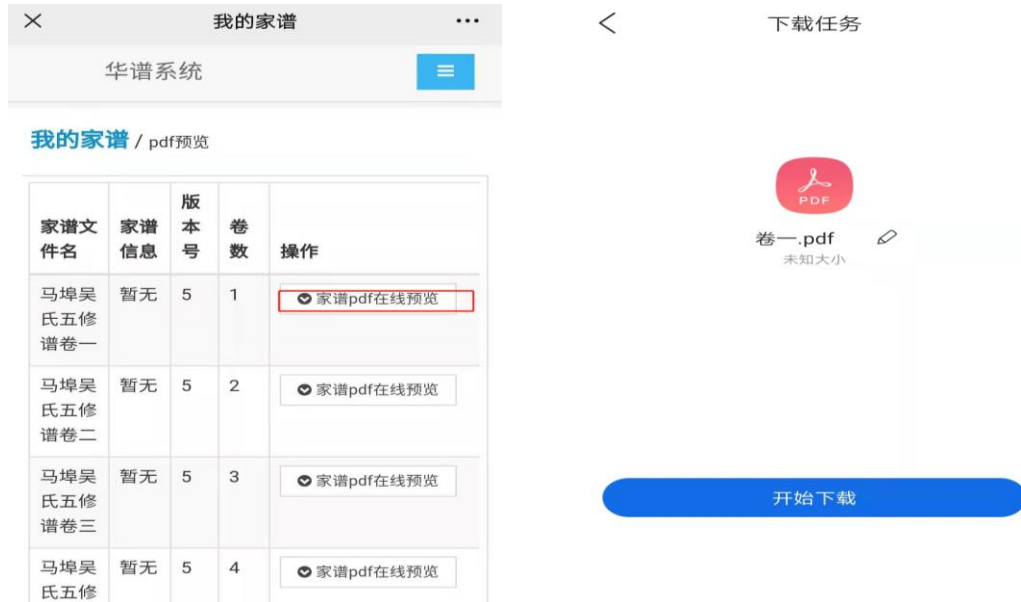 我的家谱
华谱系统
我的家谱 / pdf预览
家谱文件名 家谱信息 版本号 卷数 操作
马埠吴氏五修谱卷一 暂无 5 1 家谱pdf在线预览
马埠吴氏五修谱卷二 暂无 5 2 家谱pdf在线预览
马埠吴氏五修谱卷三 暂无 5 3 家谱pdf在线预览
马埠吴氏五修 暂无 5 4 家谱pdf在线预览
下载任务
PDF
卷一.pdf
未知大小
开始下载